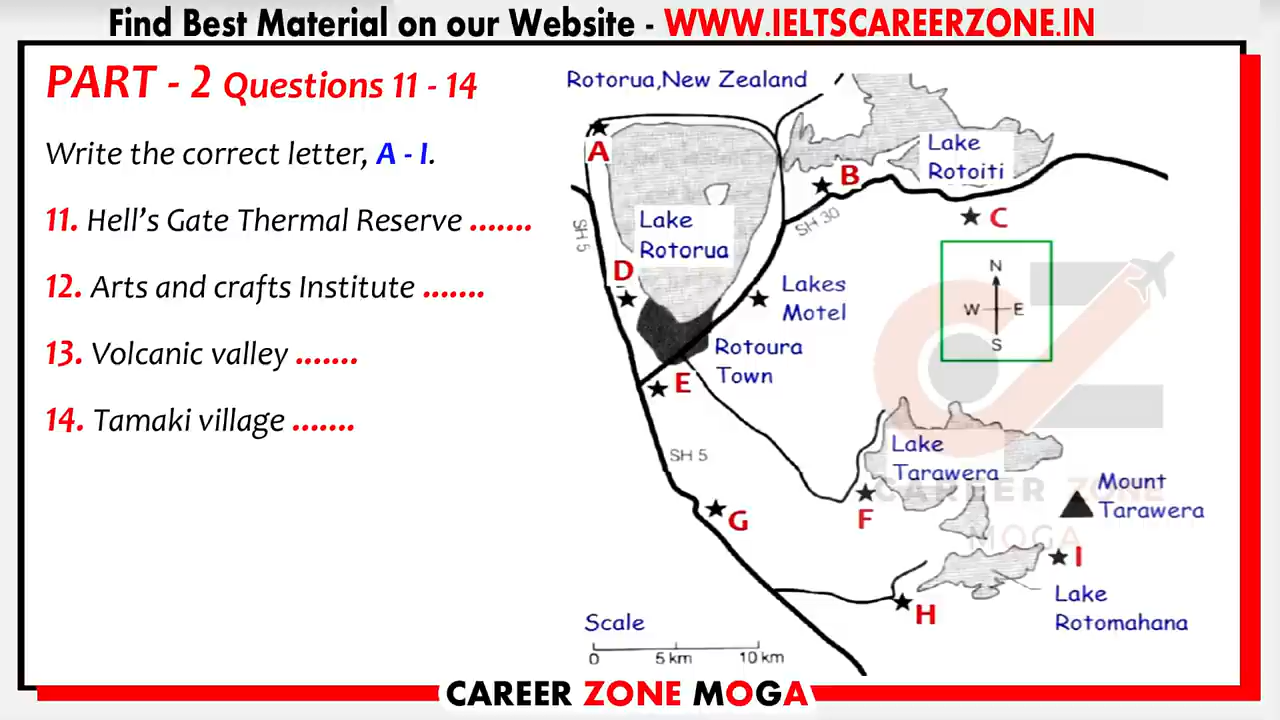 Find Best Material on our Website - WWW.IELTSCAREERZONE.IN
PART - 2 Questions 11 - 14
Write the correct letter, A - I.
11. Hell's Gate Thermal Reserve .......
12. Arts and crafts Institute .......
13. Volcanic valley .......
14. Tamaki village .......
Rotorua,New Zealand
A
Lake
Rotoiti
B
SH 30
C
SH 5
Lake
Rotorua
D
N
W E
S
Lakes
Motel
Rotoura
Town
E
SH 5
Lake
Tarawera
F
G
Mount
Tarawera
I
H
Lake
Rotomahana
Scale
0 5 km 10 km
CAREER ZONE
MOGA
CAREER ZONE MOGA